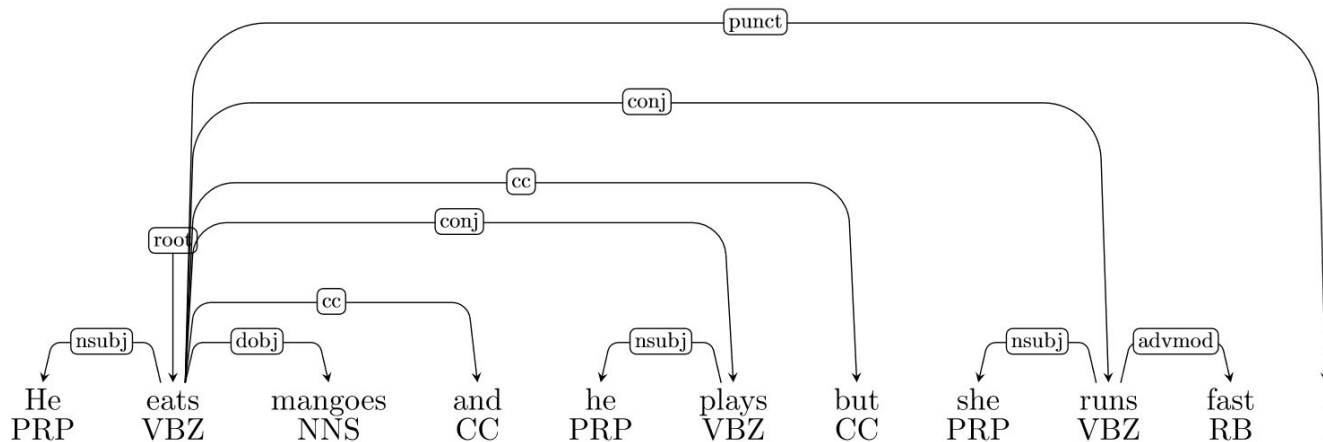 punct
conj
cc
conj
root
cc
nsubj dobj nsubj nsubj advmod
He eats mangoes and he plays but she runs fast
PRP VBZ NNS CC PRP VBZ CC PRP VBZ RB